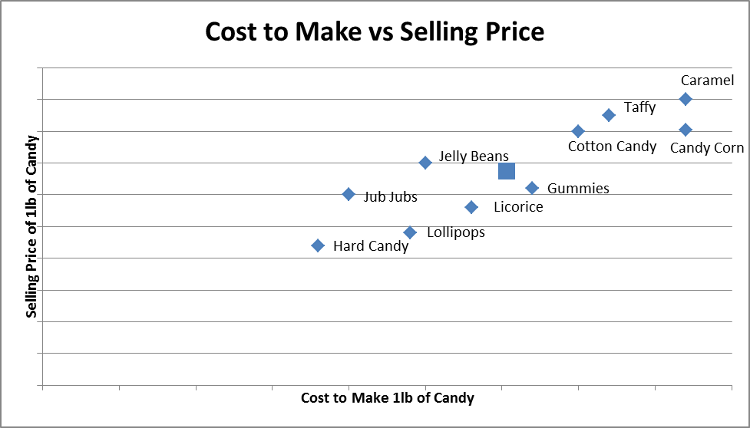 Cost to Make vs Selling Price
Selling Price of 1lb of Candy
Caramel
Taffy
Cotton Candy
Candy Corn
Jelly Beans
Gummies
Jub Jubs
Licorice
Lollipops
Hard Candy
Cost to Make 1lb of Candy